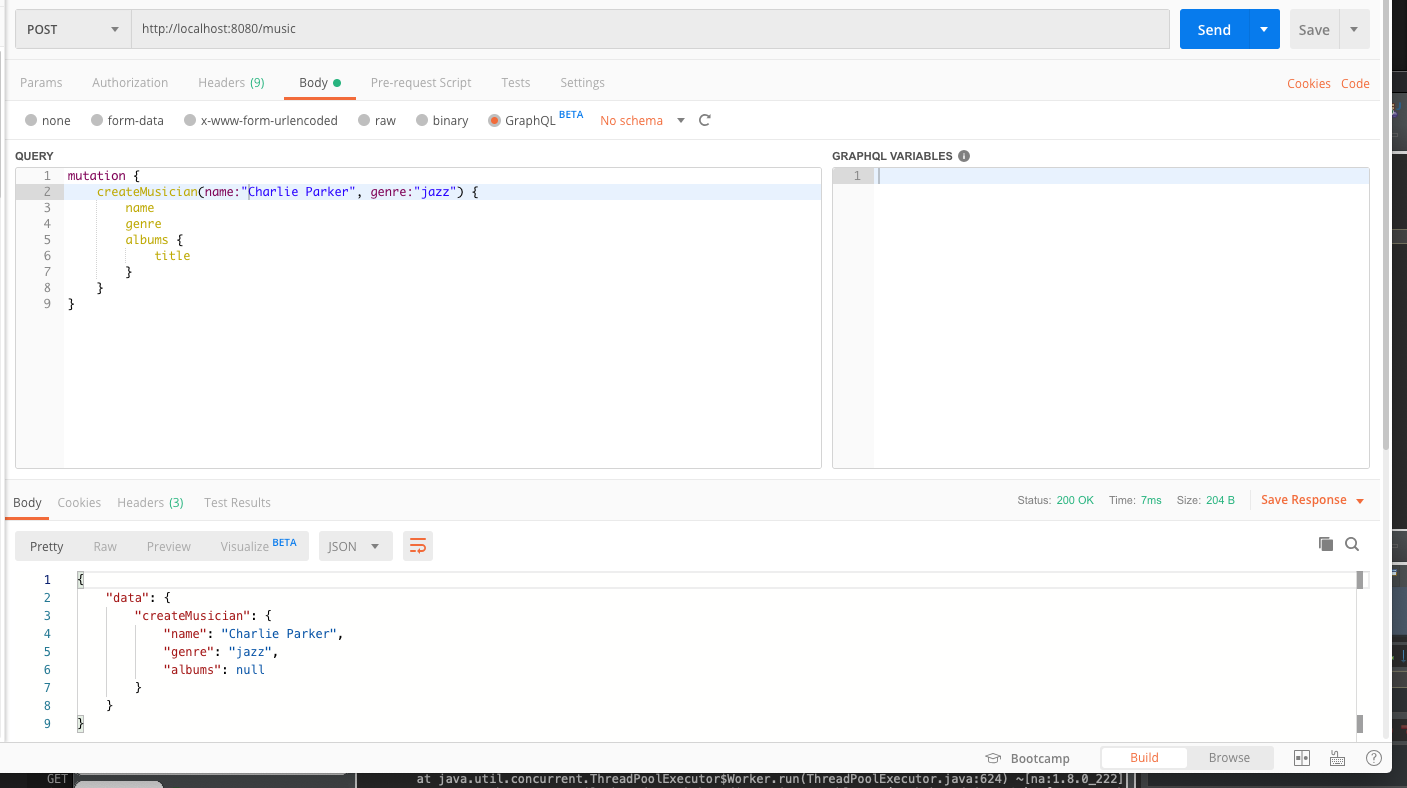 POST http://localhost:8080/music Send Save
Params Authorization Headers (9) Body Pre-request Script Tests Settings Cookies Code
none form-data x-www-form-urlencoded raw binary GraphQL BETA No schema
QUERY
1 mutation {
2 createMusician(name:"Charlie Parker", genre:"jazz") {
3 name
4 genre
5 albums {
6 title
7 }
8 }
9 }
GRAPHQL VARIABLES
1
Body Cookies Headers (3) Test Results Status: 200 OK Time: 7ms Size: 204 B Save Response
Pretty Raw Preview Visualize BETA JSON
1 {
2 "data": {
3 "createMusician": {
4 "name": "Charlie Parker",
5 "genre": "jazz",
6 "albums": null
7 }
8 }
9 }
Bootcamp Build Browse
GET at java.util.concurrent.ThreadPoolExecutor$Worker.run(ThreadPoolExecutor.java:624) ~[na:1.8.0_222]